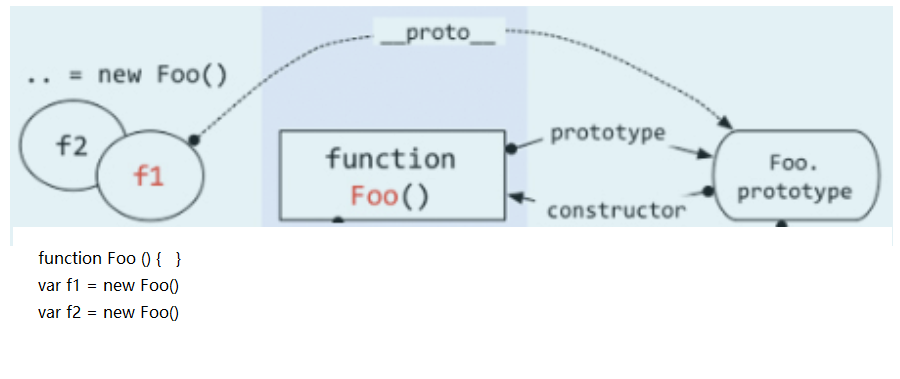 __proto__
.. = new Foo()
f2
f1
function
Foo()
prototype
constructor
Foo.
prototype
function Foo () {   }
var f1 = new Foo()
var f2 = new Foo()